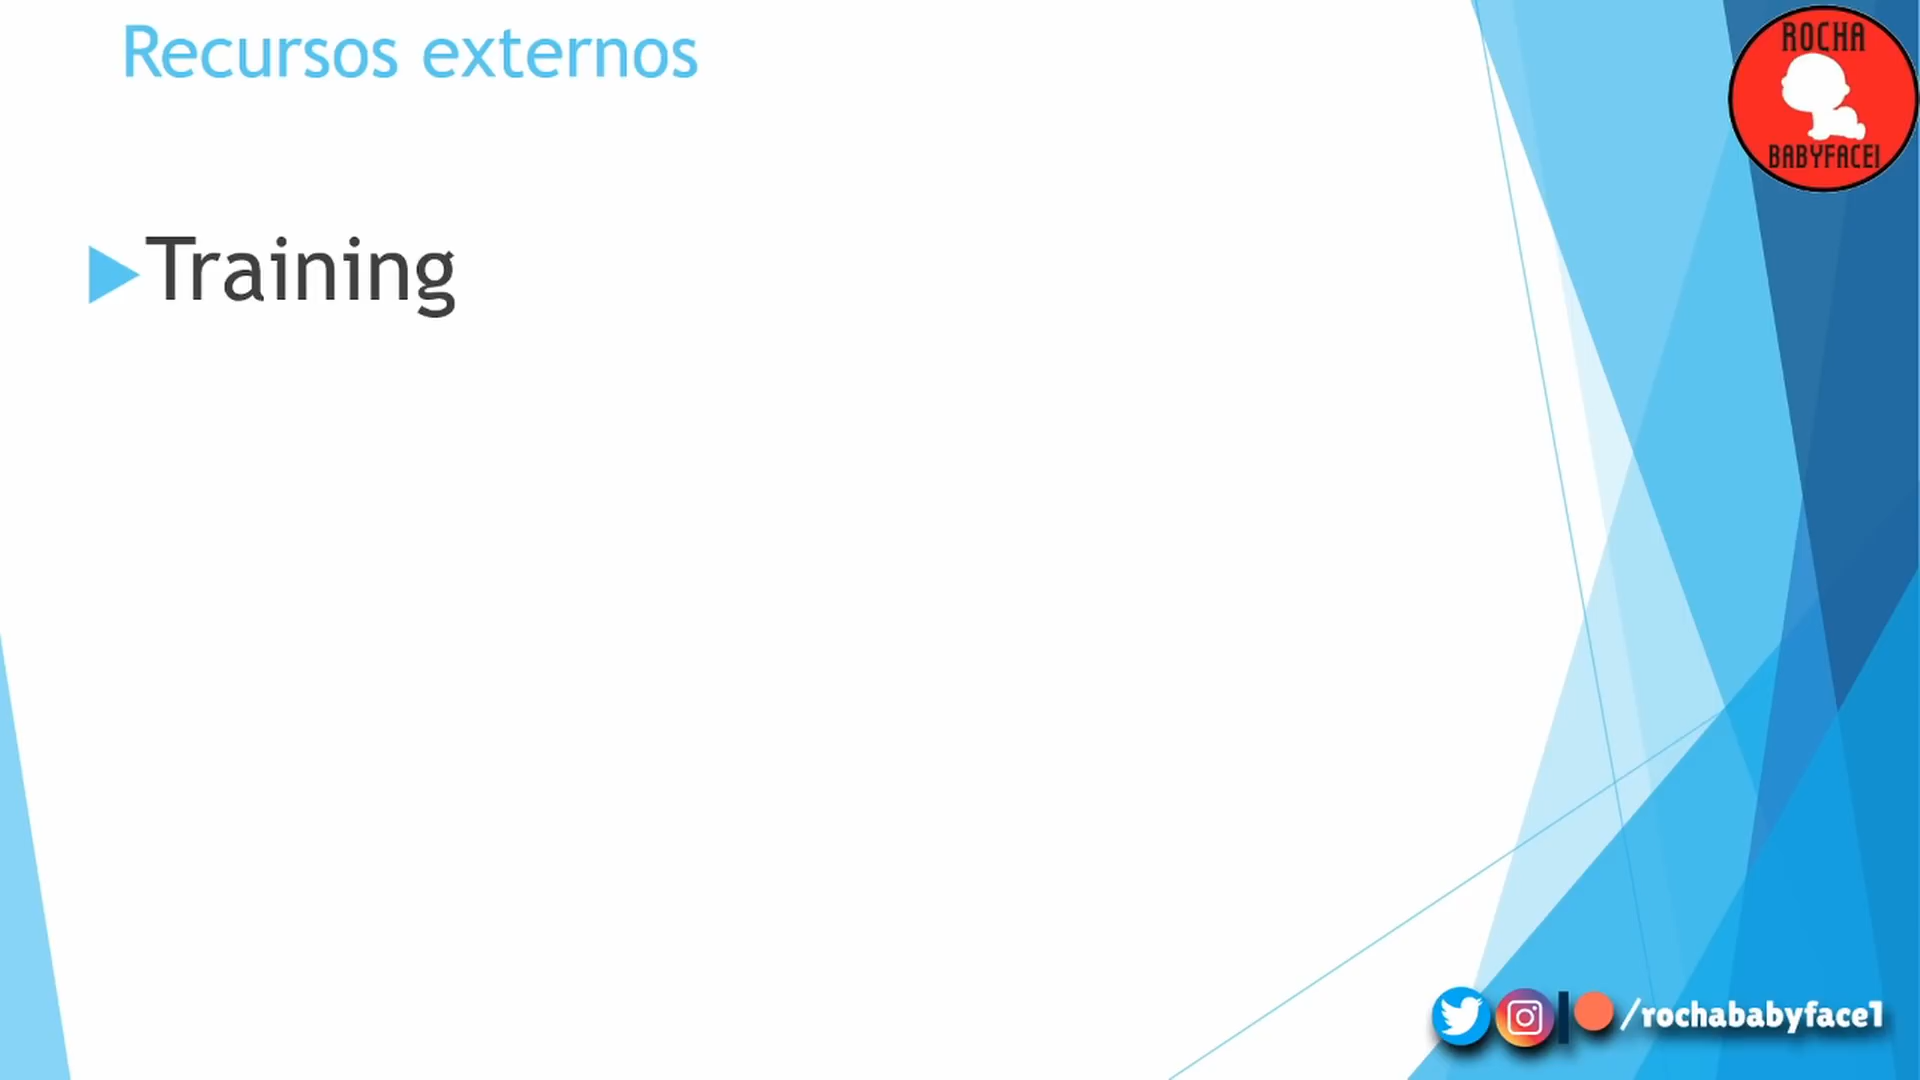 Recursos externos
ROCHA
BABYFACE1
Training
/rochababyface1